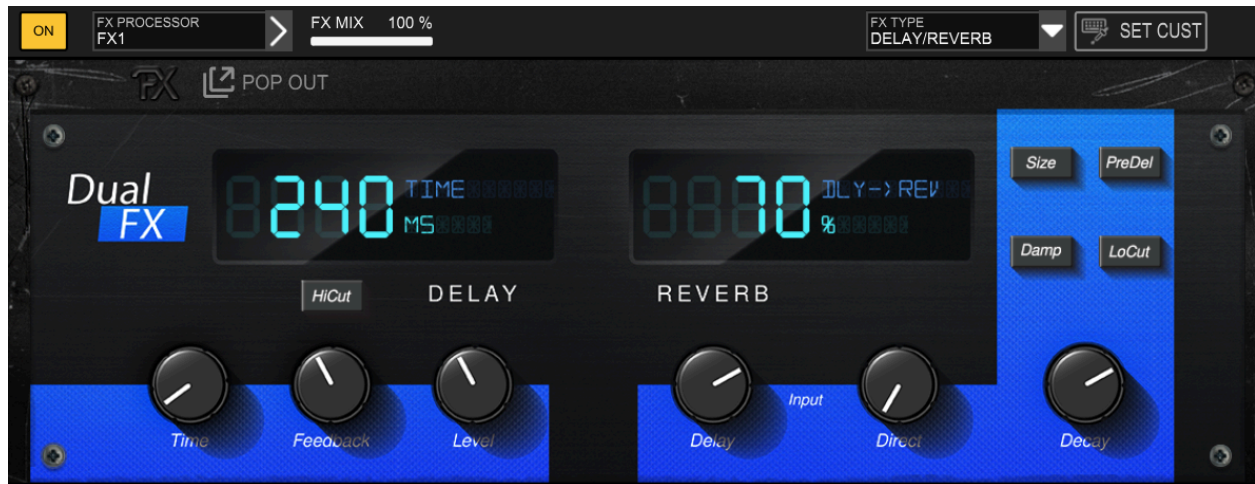 ON
FX PROCESSOR
FX1
FX MIX 100 %
FX TYPE
DELAY/REVERB
SET CUST
FX
POP OUT
Dual
FX
240 TIME
MS
70 DLY->REV
%
Size PreDel
Damp LoCut
HiCut DELAY
REVERB
Time Feedback Level
Delay Input Direct
Decay